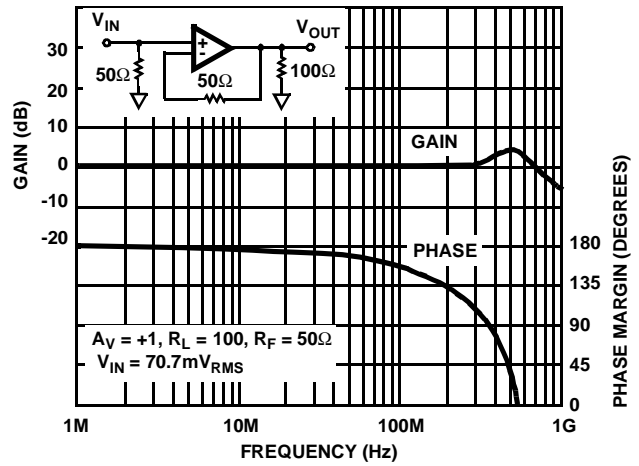 V_IN
V_OUT
+
-
50Ω
50Ω
100Ω
30
20
10
0
-10
-20
GAIN (dB)
GAIN
PHASE
180
135
90
45
0
PHASE MARGIN (DEGREES)
A_V = +1, R_L = 100, R_F = 50Ω
V_IN = 70.7mV_RMS
1M
10M
100M
1G
FREQUENCY (Hz)